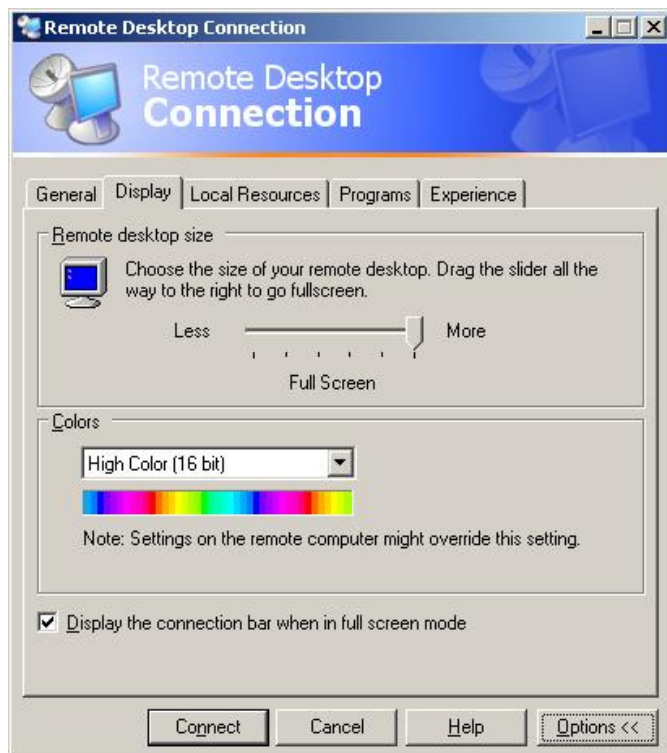 Remote Desktop Connection
Remote Desktop
Connection
General Display Local Resources Programs Experience
Remote desktop size
Choose the size of your remote desktop. Drag the slider all the
way to the right to go fullscreen.
Less More
Full Screen
Colors
High Color (16 bit)
Note: Settings on the remote computer might override this setting.
Display the connection bar when in full screen mode
Connect Cancel Help Options <<